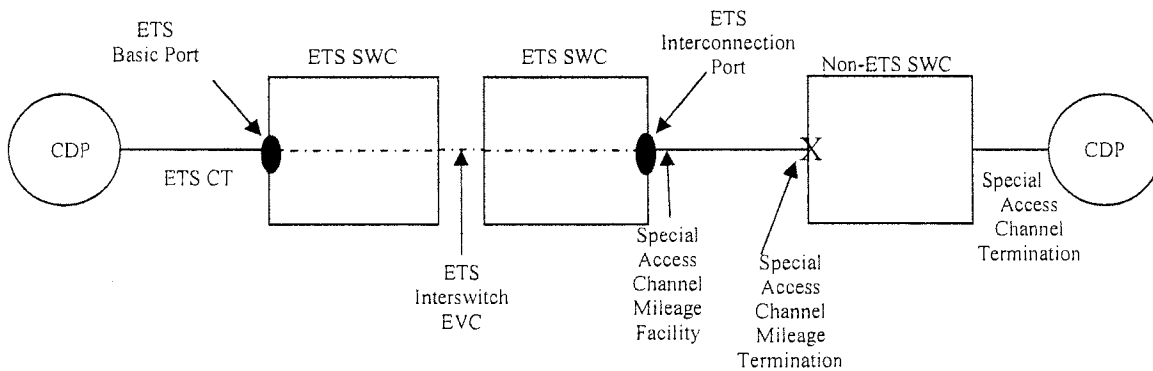 ETS
Basic Port
ETS SWC
ETS SWC
ETS
Interconnection
Port
Non-ETS SWC
CDP
ETS CT
X
CDP
ETS
Interswitch
EVC
Special
Access
Channel
Mileage
Facility
Special
Access
Channel
Mileage
Termination
Special
Access
Channel
Termination